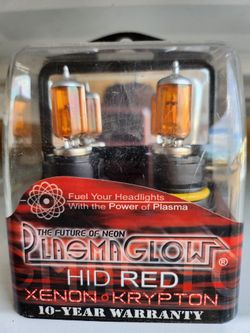 Fuel Your Headlights
With the Power of Plasma
THE FUTURE OF NEON
PLASMAGLOW
®
HID RED
XENON KRYPTON
10-YEAR WARRANTY